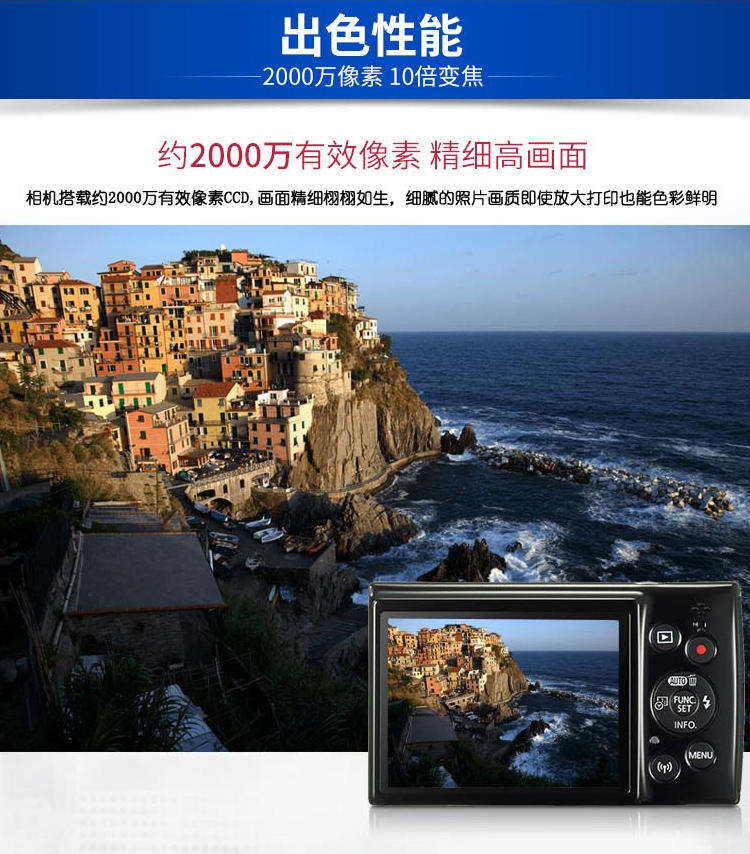 出色性能
2000万像素 10倍变焦
约2000万有效像素 精细高画面
相机搭载约2000万有效像素CCD,画面精细栩栩如生，细腻的照片画质即使放大打印也能色彩鲜明
AUTO
FUNC.
SET
INFO.
MENU